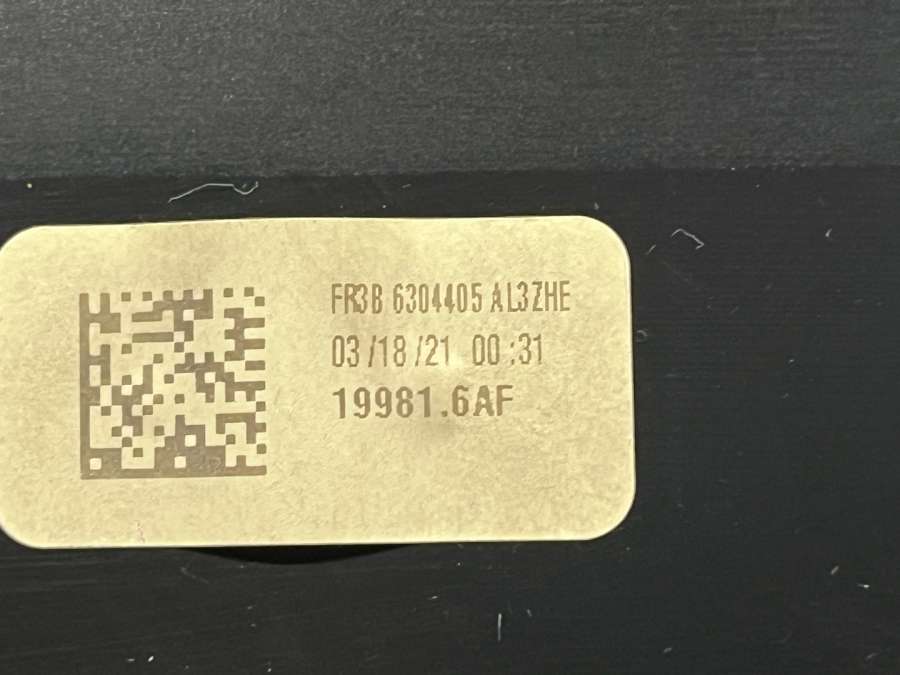 FR3B 6304405 AL3ZHE
03 /18 /21 00 :31
19981.6AF